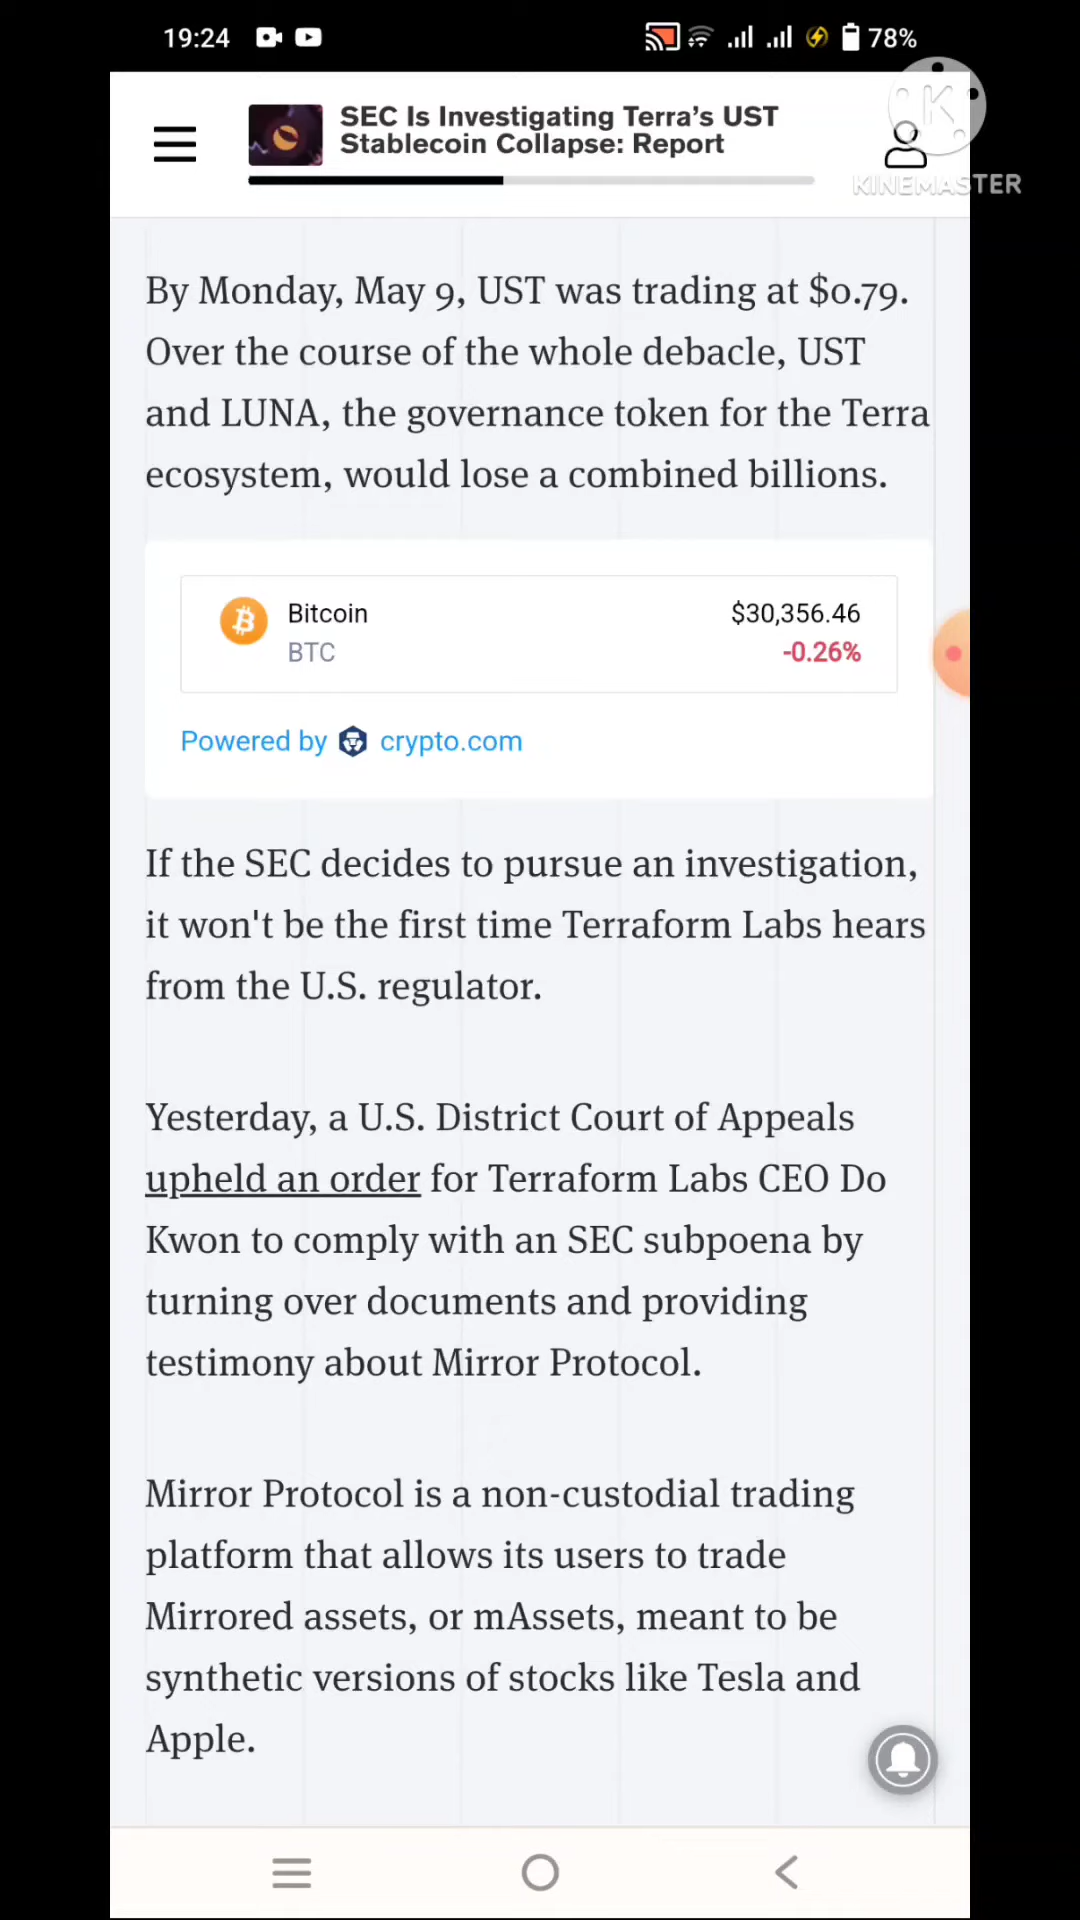 19:24
78%
SEC Is Investigating Terra’s UST
Stablecoin Collapse: Report
K
KINEMASTER
By Monday, May 9, UST was trading at $0.79.
Over the course of the whole debacle, UST
and LUNA, the governance token for the Terra
ecosystem, would lose a combined billions.
Bitcoin $30,356.46
BTC -0.26%
Powered by crypto.com
If the SEC decides to pursue an investigation,
it won't be the first time Terraform Labs hears
from the U.S. regulator.
Yesterday, a U.S. District Court of Appeals
upheld an order for Terraform Labs CEO Do
Kwon to comply with an SEC subpoena by
turning over documents and providing
testimony about Mirror Protocol.
Mirror Protocol is a non-custodial trading
platform that allows its users to trade
Mirrored assets, or mAssets, meant to be
synthetic versions of stocks like Tesla and
Apple.